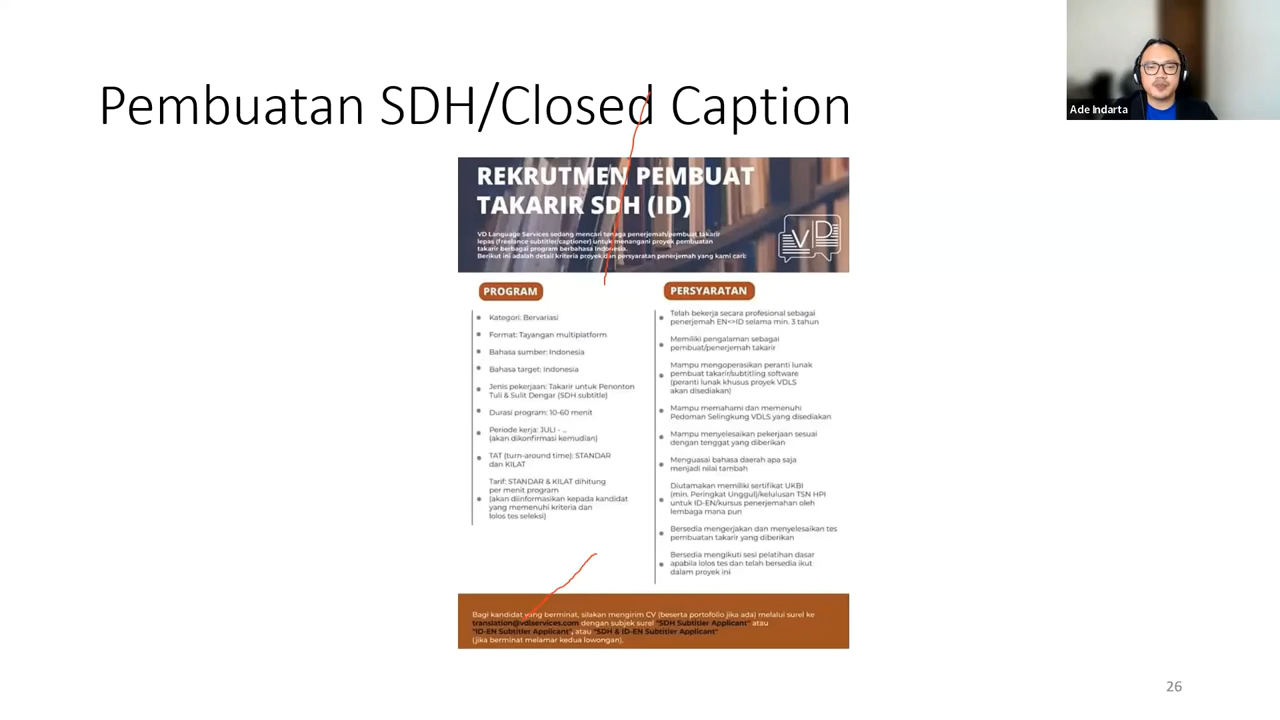 Pembuatan SDH/Closed Caption
Ade Indarta
REKRUTMEN PEMBUAT
TAKARIR SDH (ID)
VD Language Services sedang mencari tenaga penerjemah/pembuat takarir
lepas (freelance subtitler/captioner) untuk menangani proyek pembuatan
takarir berbagai program berbahasa Indonesia.
Berikut ini adalah detail kriteria proyek dan persyaratan penerjemah yang kami cari:
VD
PROGRAM
Kategori: Bervariasi
Format: Tayangan multiplatform
Bahasa sumber: Indonesia
Bahasa target: Indonesia
Jenis pekerjaan: Takarir untuk Penonton
Tuli & Sulit Dengar (SDH subtitle)
Durasi program: 10-60 menit
Periode kerja: JULI - ...
(akan dikonfirmasi kemudian)
TAT (turn-around time): STANDAR
dan KILAT
Tarif: STANDAR & KILAT dihitung
per menit program
(akan diinformasikan kepada kandidat
yang memenuhi kriteria dan
lolos tes seleksi)
PERSYARATAN
Telah bekerja secara profesional sebagai
penerjemah EN<>ID selama min. 3 tahun
Memiliki pengalaman sebagai
pembuat/penerjemah takarir
Mampu mengoperasikan peranti lunak
pembuat takarir/subtitling software
(peranti lunak khusus proyek VDLS
akan disediakan)
Mampu memahami dan memenuhi
Pedoman Selingkung VDLS yang disediakan
Mampu menyelesaikan pekerjaan sesuai
dengan tenggat yang diberikan
Menguasai bahasa daerah apa saja
menjadi nilai tambah
Diutamakan memiliki sertifikat UKBI
(min. Peringkat Unggul)/kelulusan TSN HPI
untuk ID-EN/kursus penerjemahan oleh
lembaga mana pun
Bersedia mengerjakan dan menyelesaikan tes
pembuatan takarir yang diberikan
Bersedia mengikuti sesi pelatihan dasar
apabila lolos tes dan telah bersedia ikut
dalam proyek ini
Bagi kandidat yang berminat, silakan mengirim CV (beserta portofolio jika ada) melalui surel ke
translation@vdlservices.com dengan subjek surel "SDH Subtitler Applicant" atau
"ID-EN Subtitler Applicant", atau "SDH & ID-EN Subtitler Applicant"
(jika berminat melamar kedua lowongan).
26